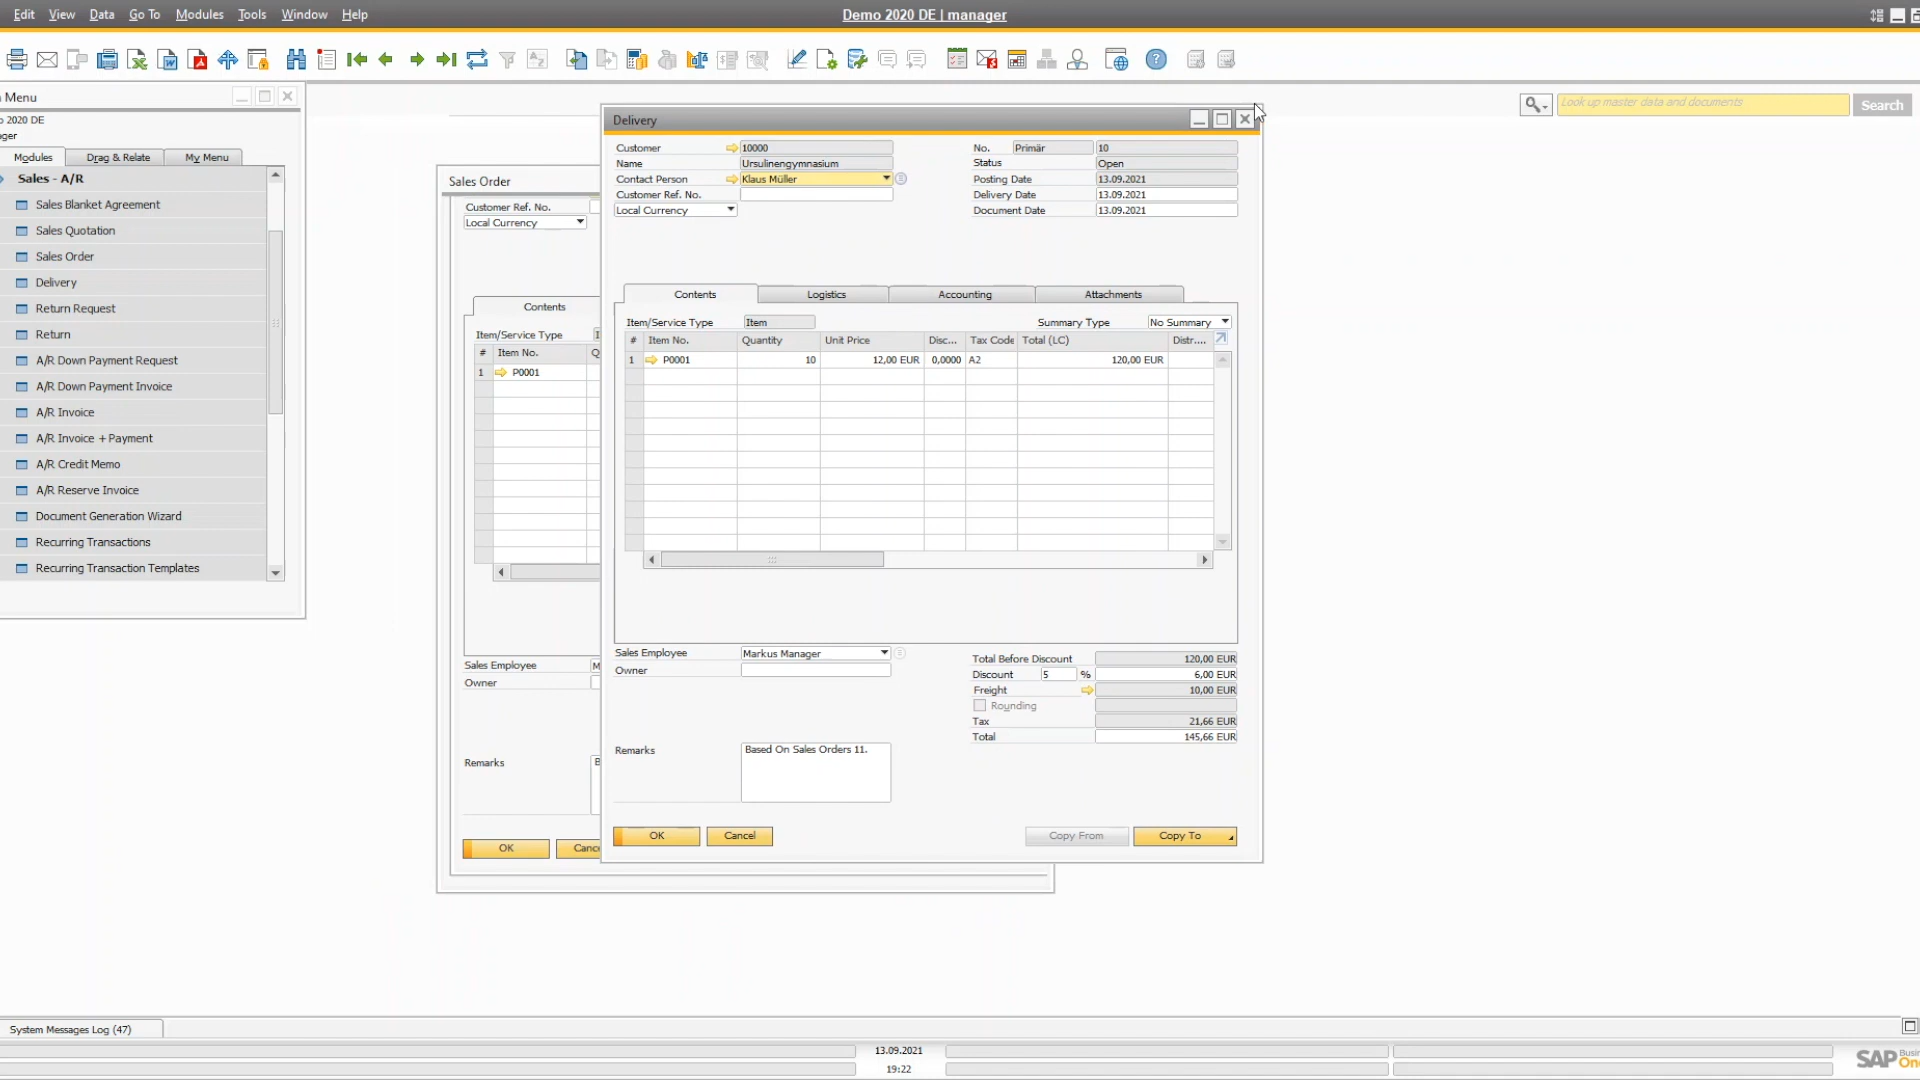 Edit View Data Go To Modules Tools Window Help
Demo 2020 DE | manager
Menu
2020 DE
Modules Drag & Relate My Menu
Sales - A/R
Sales Blanket Agreement
Sales Quotation
Sales Order
Delivery
Return Request
Return
A/R Down Payment Request
A/R Down Payment Invoice
A/R Invoice
A/R Invoice + Payment
A/R Credit Memo
A/R Reserve Invoice
Document Generation Wizard
Recurring Transactions
Recurring Transaction Templates
Look up master data and documents Search
Sales Order
Customer Ref. No.
Local Currency
Contents
Item/Service Type
# Item No.
1 P0001
Sales Employee
Owner
Remarks
OK
Delivery
Customer 10000
Name Ursulinengymnasium
Contact Person Klaus Müller
Customer Ref. No.
Local Currency
No. Primär 10
Status Open
Posting Date 13.09.2021
Delivery Date 13.09.2021
Document Date 13.09.2021
Contents Logistics Accounting Attachments
Item/Service Type Item Summary Type No Summary
# Item No. Quantity Unit Price Disc... Tax Code Total (LC) Distr....
1 P0001 10 12,00 EUR 0,0000 A2 120,00 EUR
Sales Employee Markus Manager
Owner
Total Before Discount 120,00 EUR
Discount 5 % 6,00 EUR
Freight 10,00 EUR
Rounding
Tax 21,66 EUR
Total 145,66 EUR
Remarks Based On Sales Orders 11.
OK Cancel Copy From Copy To
System Messages Log (47)
13.09.2021
19:22
SAP